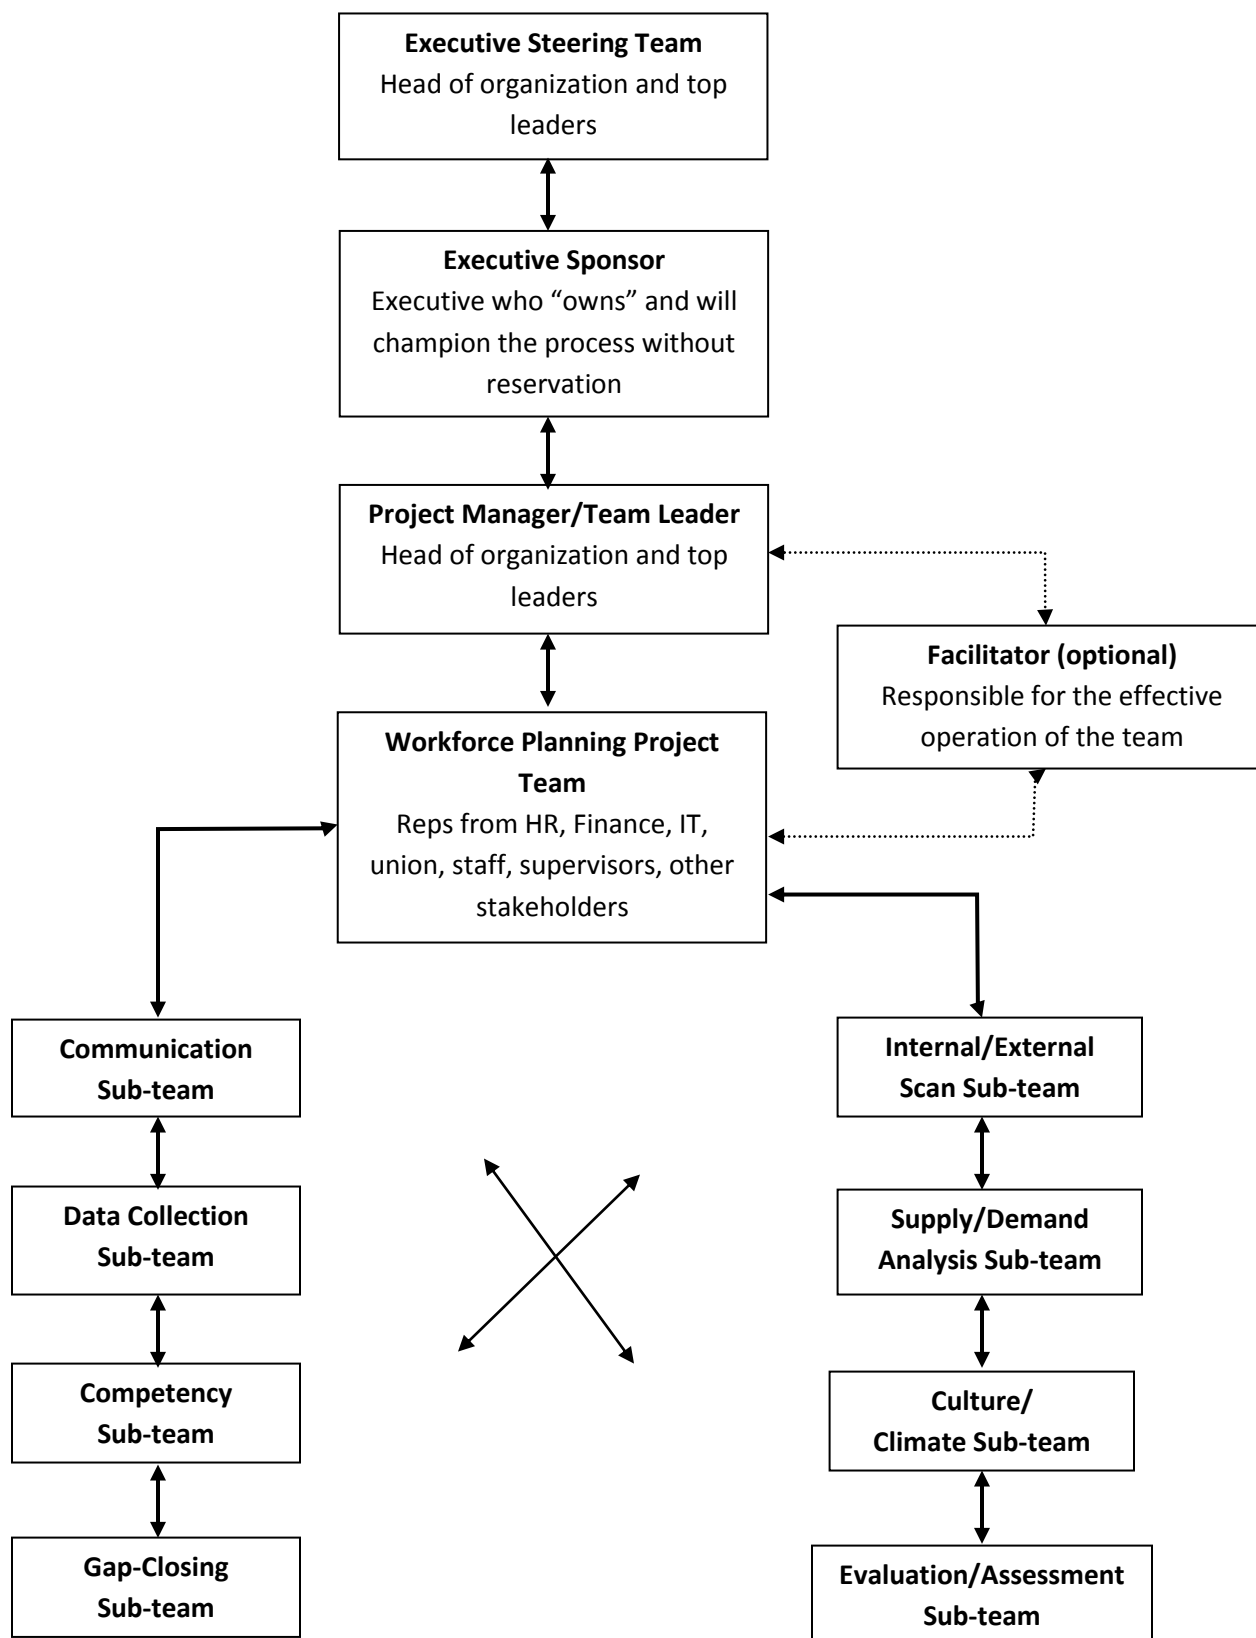 Executive Steering Team
Head of organization and top
leaders
Executive Sponsor
Executive who “owns” and will
champion the process without
reservation
Project Manager/Team Leader
Head of organization and top
leaders
Facilitator (optional)
Responsible for the effective
operation of the team
Workforce Planning Project
Team
Reps from HR, Finance, IT,
union, staff, supervisors, other
stakeholders
Communication
Sub-team
Data Collection
Sub-team
Competency
Sub-team
Gap-Closing
Sub-team
Internal/External
Scan Sub-team
Supply/Demand
Analysis Sub-team
Culture/
Climate Sub-team
Evaluation/Assessment
Sub-team